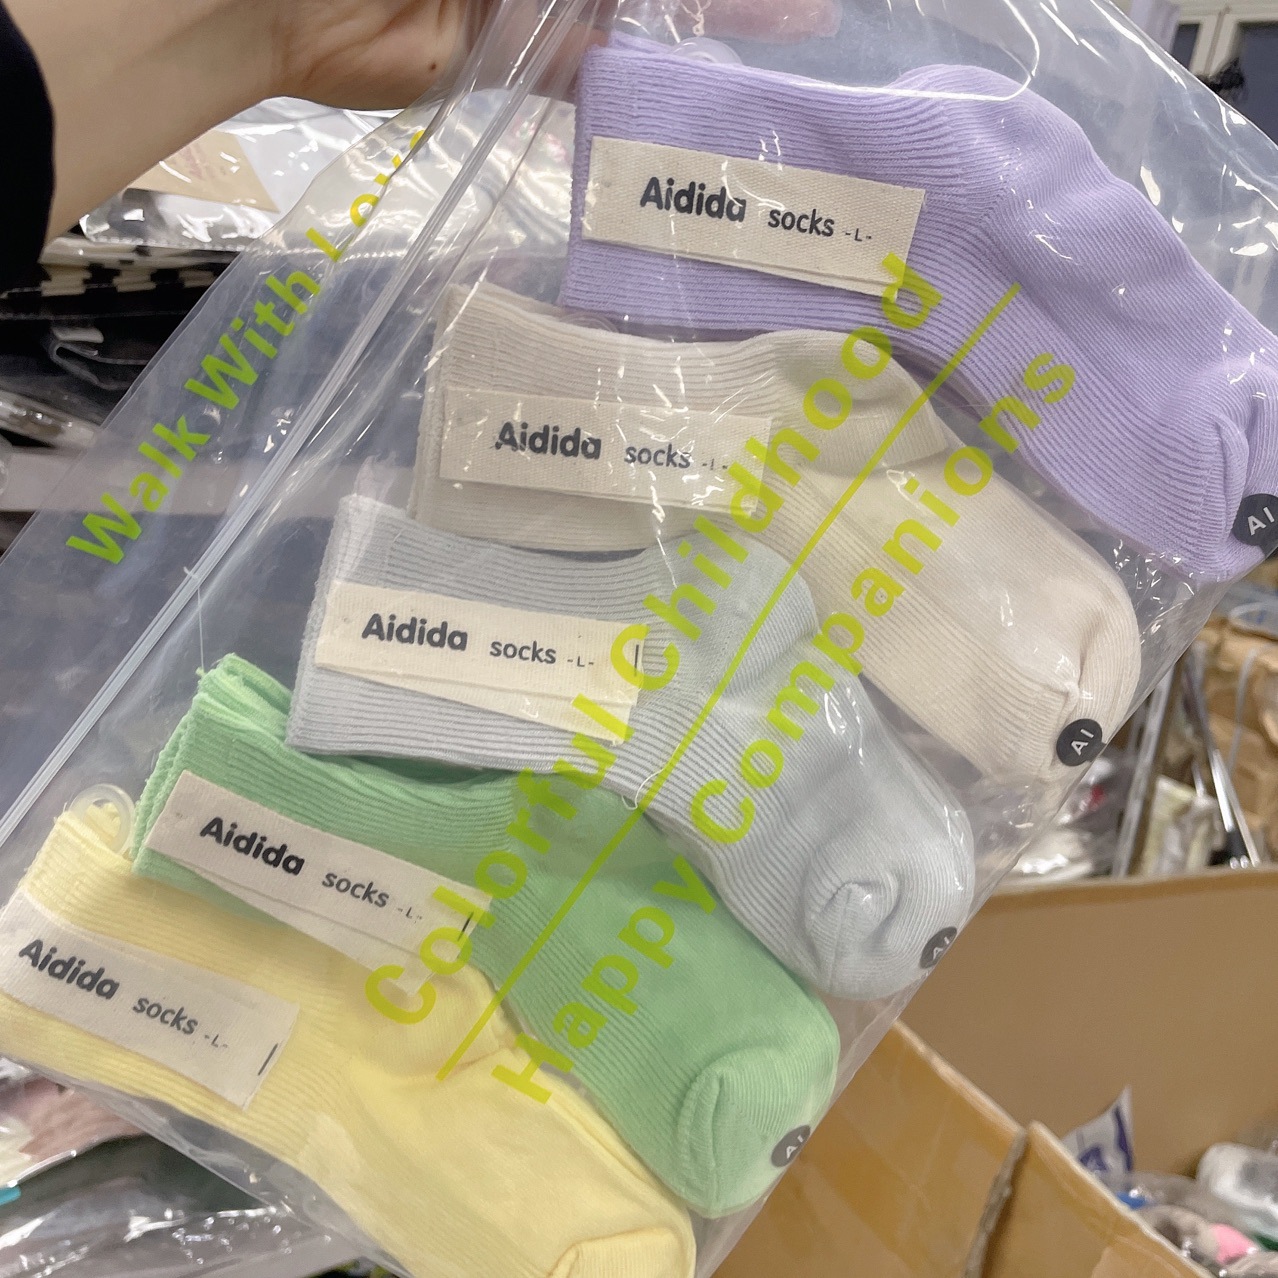 Walk With Love
Colorful Childhood
Happy Companions
Aidida socks -L-
AI
Aidida socks -L-
AI
Aidida socks -L-
AI
Aidida socks -L-
AI
Aidida socks -L-